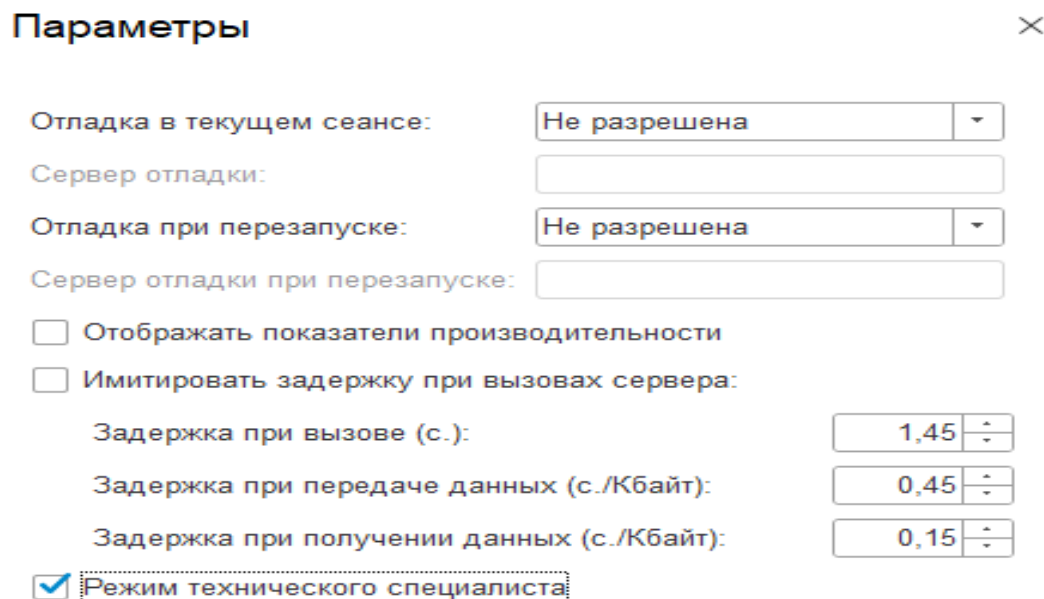 Параметры
Отладка в текущем сеансе: Не разрешена
Сервер отладки:
Отладка при перезапуске: Не разрешена
Сервер отладки при перезапуске:
Отображать показатели производительности
Имитировать задержку при вызовах сервера:
Задержка при вызове (с.): 1,45
Задержка при передаче данных (с./Кбайт): 0,45
Задержка при получении данных (с./Кбайт): 0,15
Режим технического специалиста